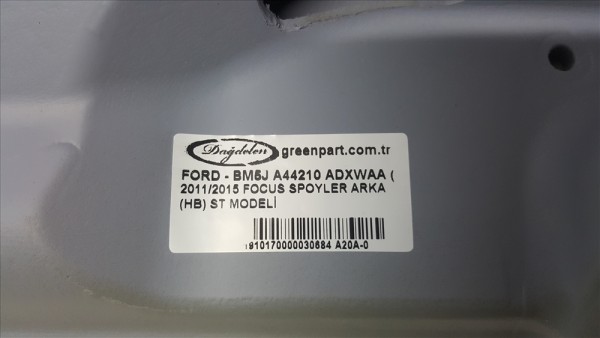 Dağdelen greenpart.com.tr
FORD - BM5J A44210 ADXWAA (
2011/2015 FOCUS SPOYLER ARKA
(HB) ST MODELİ
1910170000030684 A20A-0